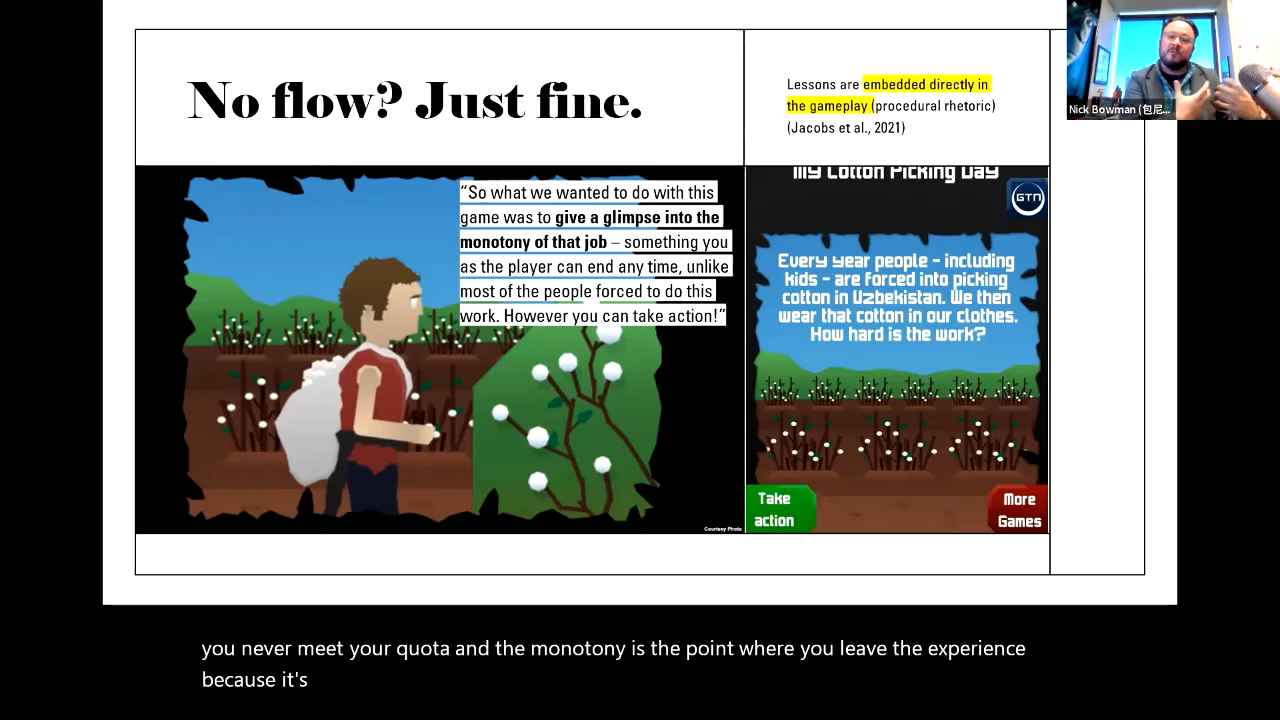 No flow? Just fine.
Lessons are embedded directly in
the gameplay (procedural rhetoric)
(Jacobs et al., 2021)
Nick Bowman (包尼...
“So what we wanted to do with this
game was to give a glimpse into the
monotony of that job – something you
as the player can end any time, unlike
most of the people forced to do this
work. However you can take action!”
Courtesy Photo
My Cotton Picking Day
GTN
Every year people - including
kids - are forced into picking
cotton in Uzbekistan. We then
wear that cotton in our clothes.
How hard is the work?
Take
action
More
Games
you never meet your quota and the monotony is the point where you leave the experience
because it's